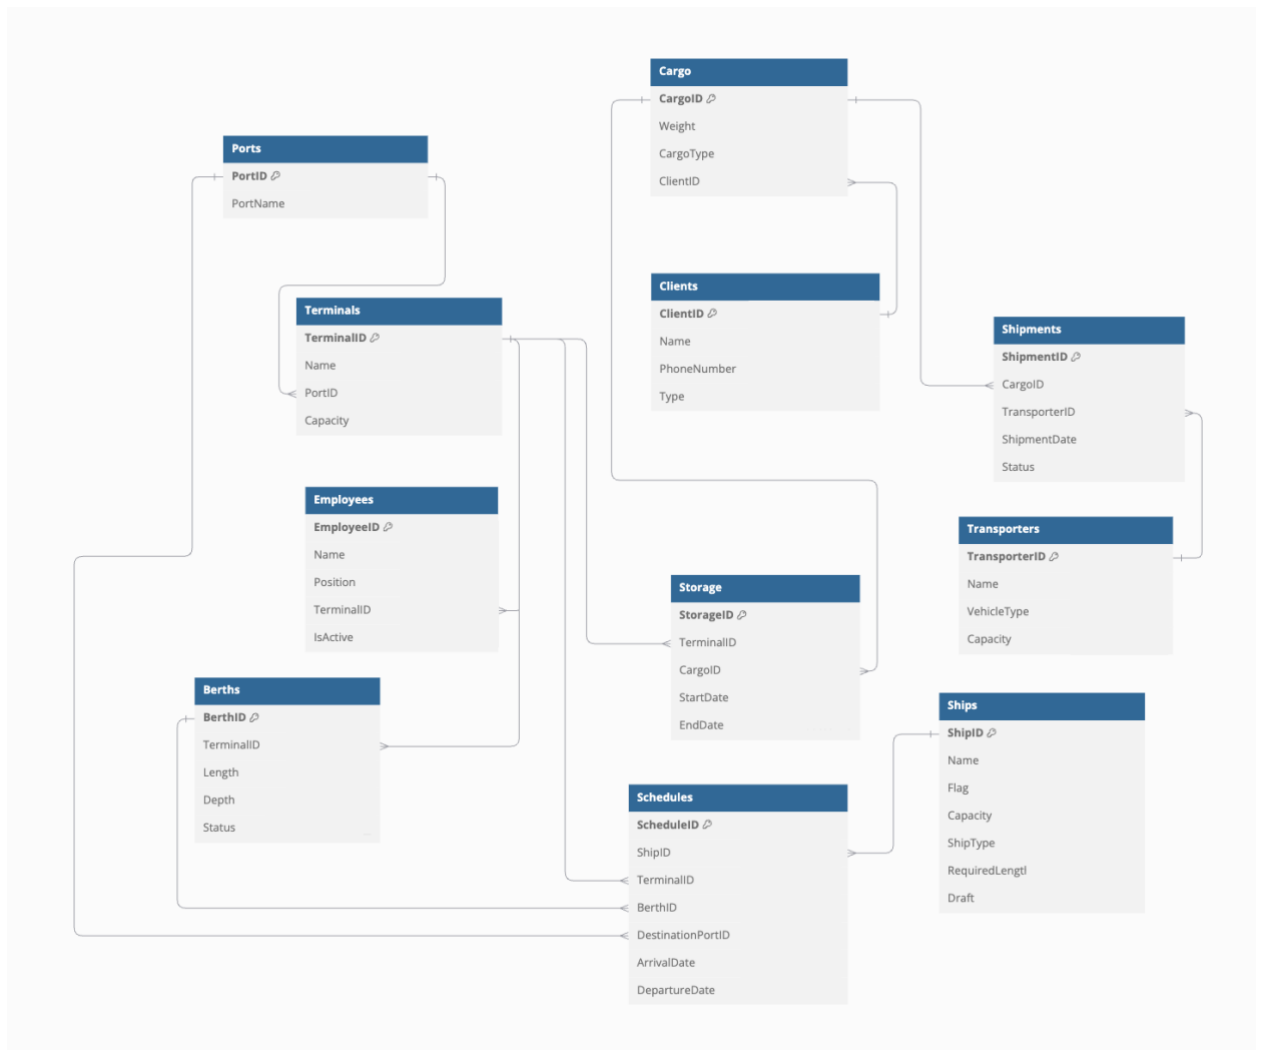 Cargo
CargoID
Weight
CargoType
ClientID
Ports
PortID
PortName
Clients
ClientID
Name
PhoneNumber
Type
Terminals
TerminalID
Name
PortID
Capacity
Shipments
ShipmentID
CargoID
TransporterID
ShipmentDate
Status
Employees
EmployeeID
Name
Position
TerminalID
IsActive
Transporters
TransporterID
Name
VehicleType
Capacity
Storage
StorageID
TerminalID
CargoID
StartDate
EndDate
Berths
BerthID
TerminalID
Length
Depth
Status
Ships
ShipID
Name
Flag
Capacity
ShipType
RequiredLengtl
Draft
Schedules
ScheduleID
ShipID
TerminalID
BerthID
DestinationPortID
ArrivalDate
DepartureDate